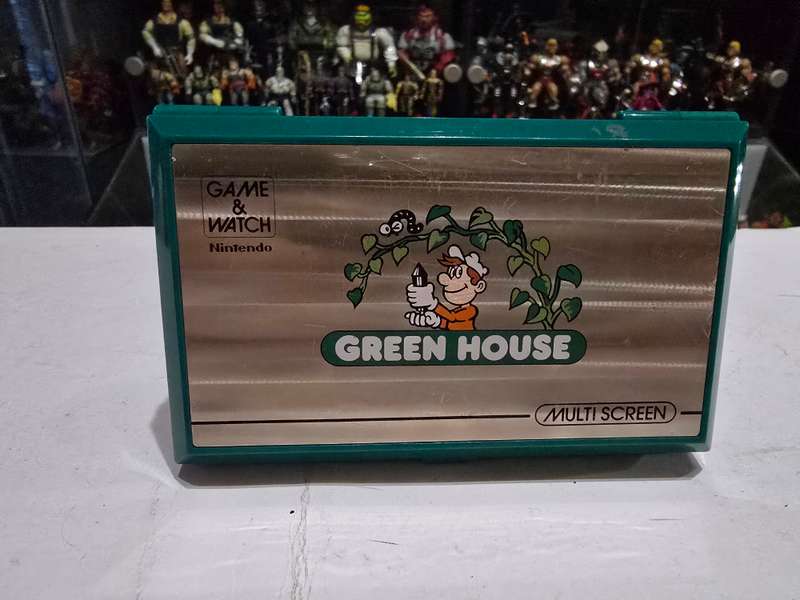 GAME
&
WATCH
Nintendo
GREEN HOUSE
MULTI SCREEN